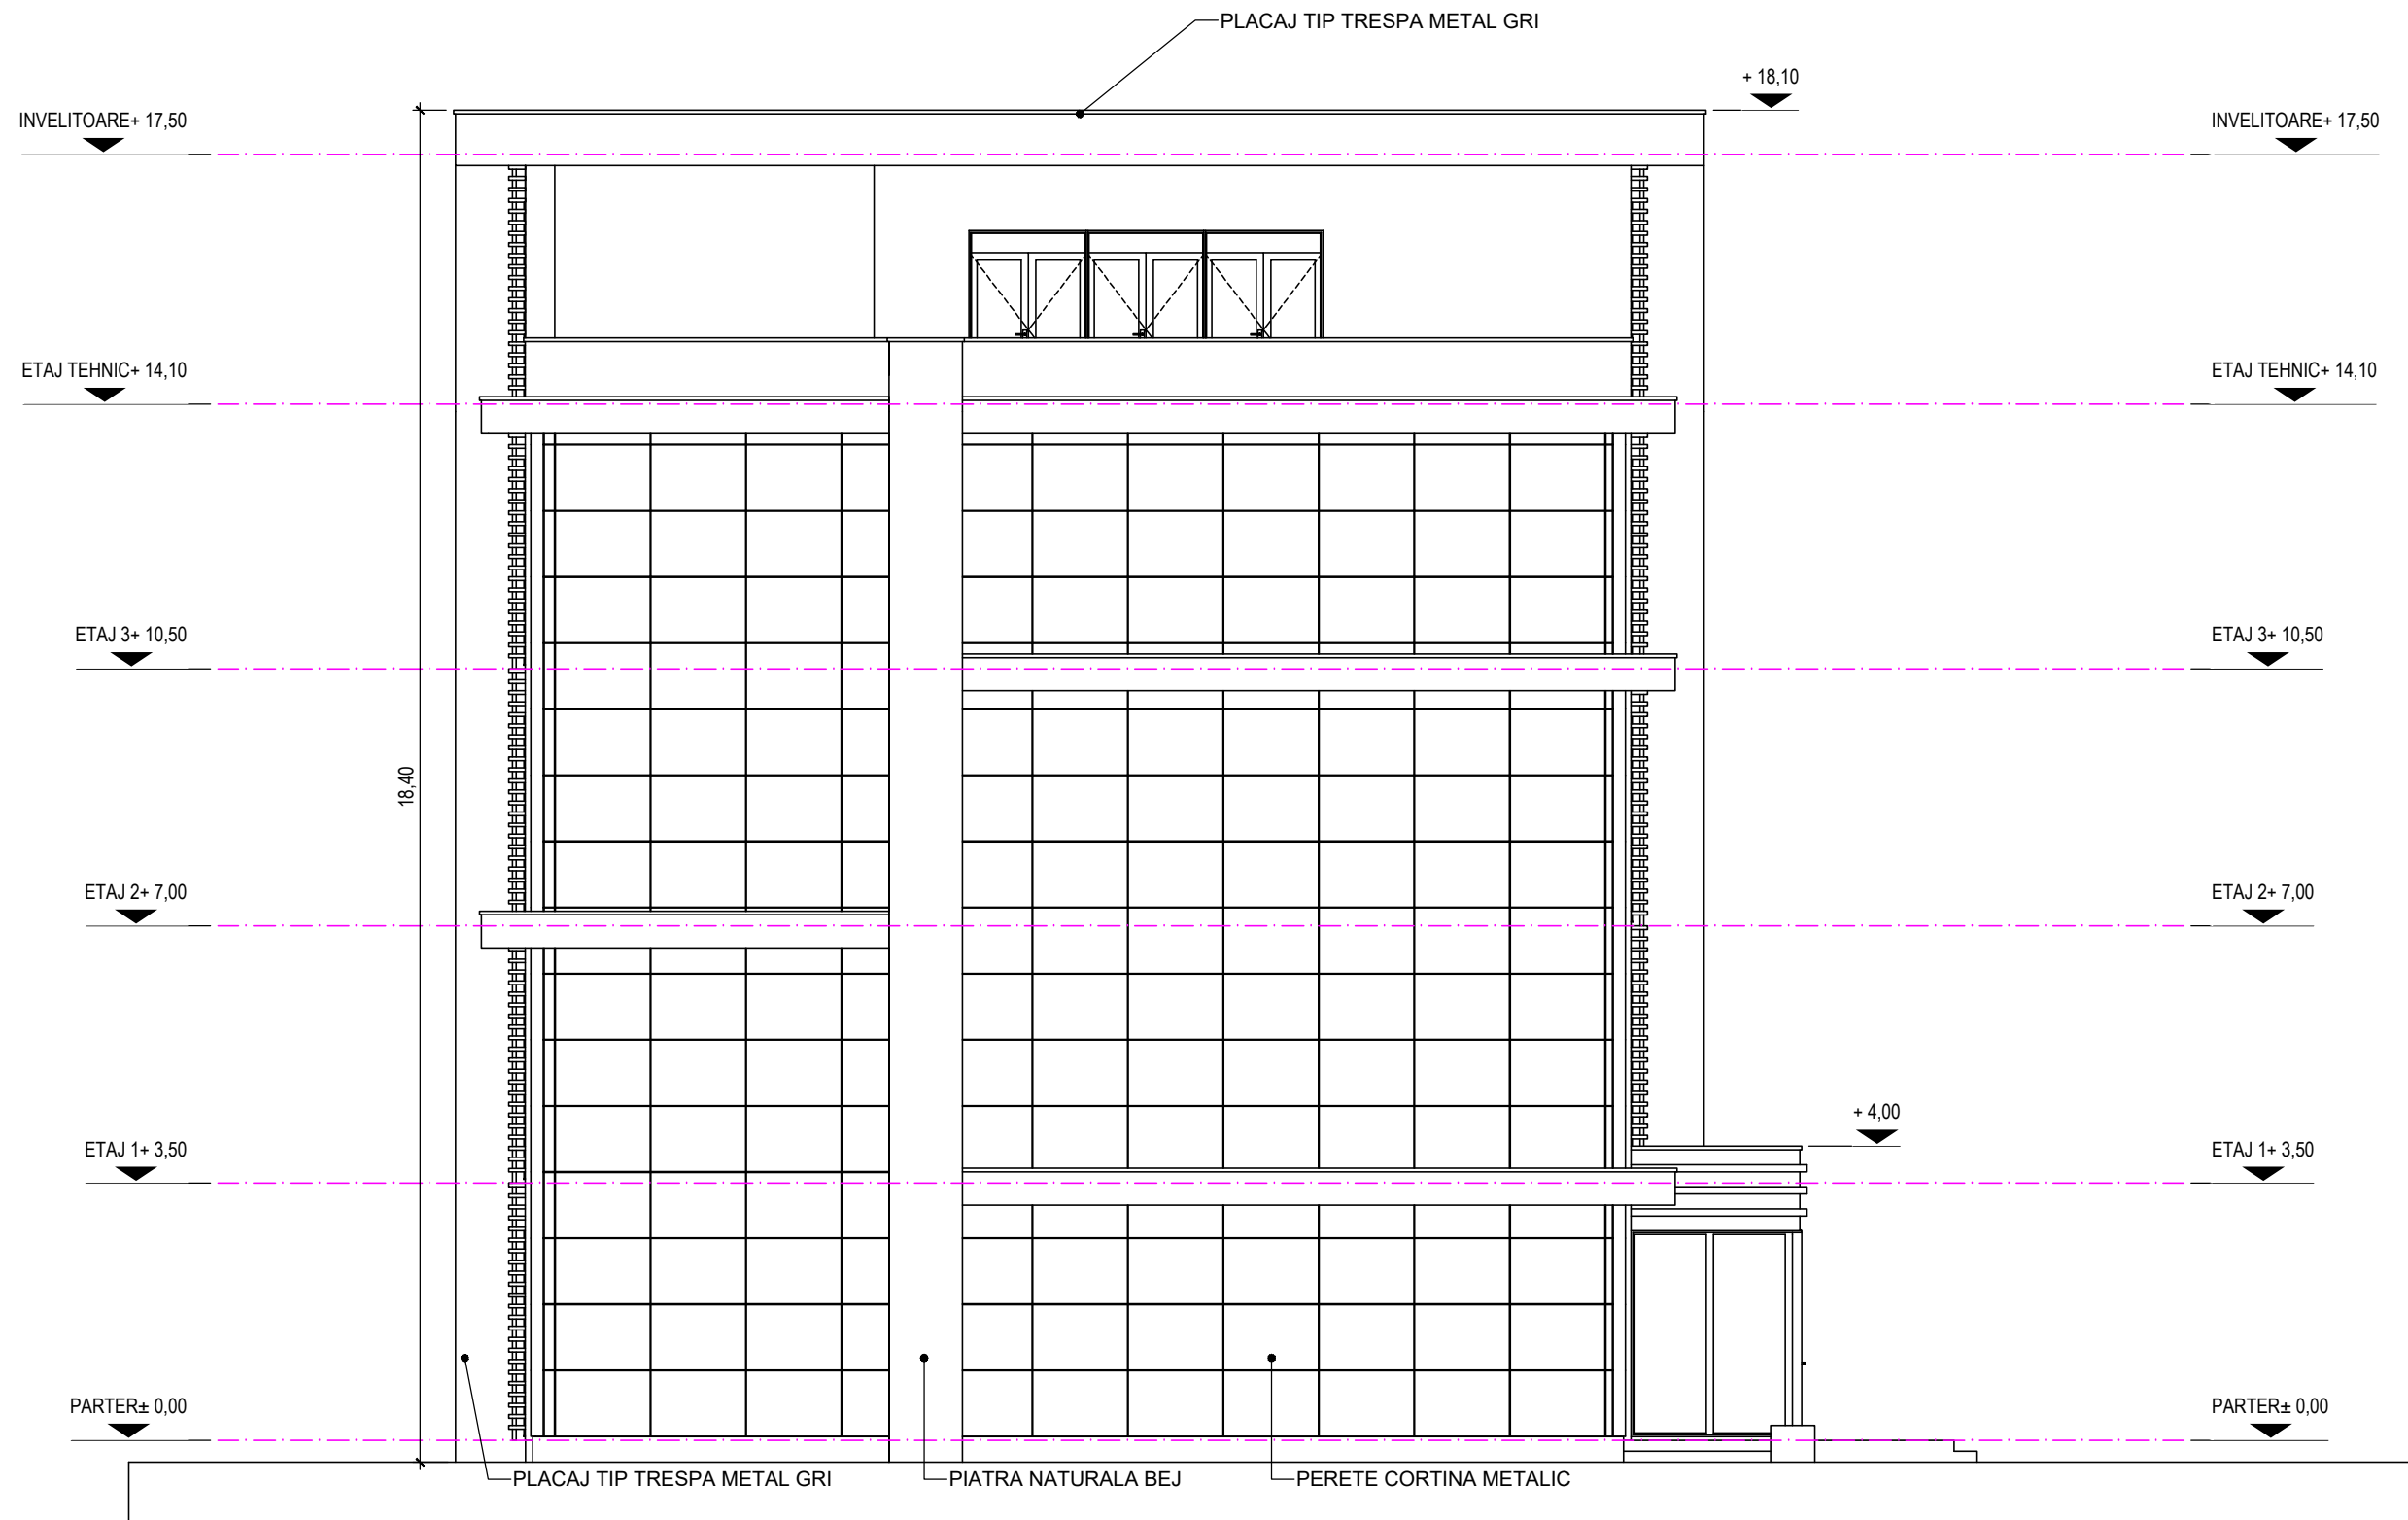 PLACAJ TIP TRESPA METAL GRI
+ 18,10
INVELITOARE+ 17,50
INVELITOARE+ 17,50
ETAJ TEHNIC+ 14,10
ETAJ TEHNIC+ 14,10
ETAJ 3+ 10,50
ETAJ 3+ 10,50
18,40
ETAJ 2+ 7,00
ETAJ 2+ 7,00
+ 4,00
ETAJ 1+ 3,50
ETAJ 1+ 3,50
PARTER± 0,00
PARTER± 0,00
PLACAJ TIP TRESPA METAL GRI
PIATRA NATURALA BEJ
PERETE CORTINA METALIC